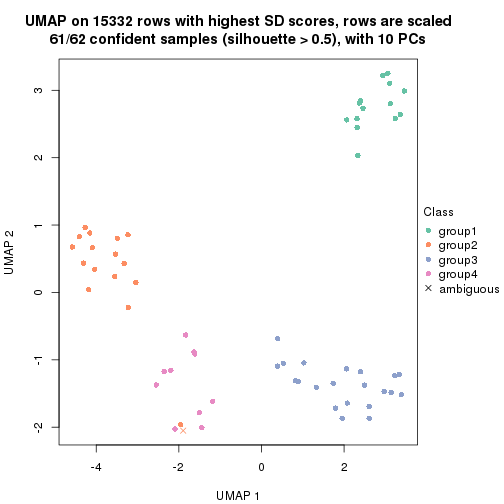 UMAP on 15332 rows with highest SD scores, rows are scaled
61/62 confident samples (silhouette > 0.5), with 10 PCs
UMAP 2
3
2
1
0
-1
-2
-4
-2
0
2
UMAP 1
Class
group1
group2
group3
group4
ambiguous